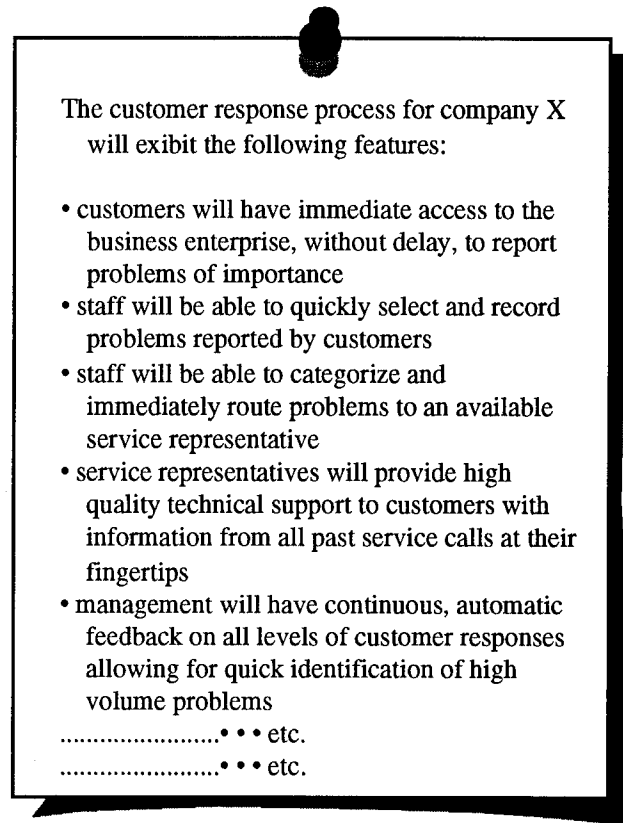 The customer response process for company X
will exibit the following features:
• customers will have immediate access to the
business enterprise, without delay, to report
problems of importance
• staff will be able to quickly select and record
problems reported by customers
• staff will be able to categorize and
immediately route problems to an available
service representative
• service representatives will provide high
quality technical support to customers with
information from all past service calls at their
fingertips
• management will have continuous, automatic
feedback on all levels of customer responses
allowing for quick identification of high
volume problems
........................• • • etc.
........................• • • etc.